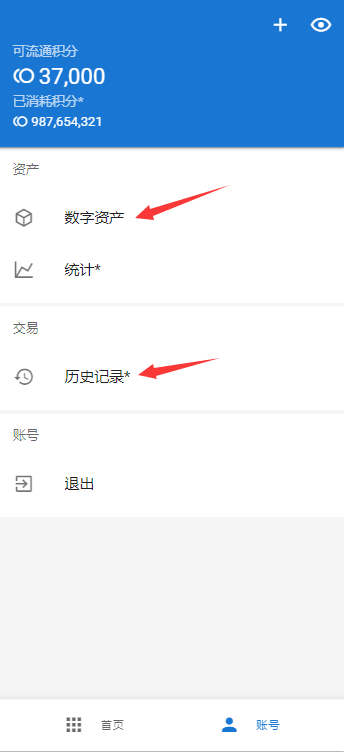 可流通积分
37,000
已消耗积分*
987,654,321
资产
数字资产
统计*
交易
历史记录*
账号
退出
首页 账号